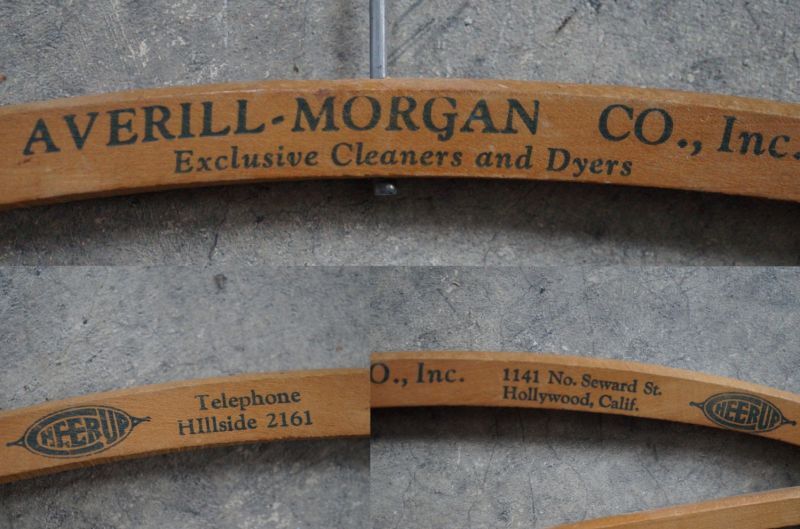 AVERILL-MORGAN CO., Inc.
Exclusive Cleaners and Dyers
CHEERUP
Telephone
HIllside 2161
O., Inc.
1141 No. Seward St.
Hollywood, Calif.
CHEERUP